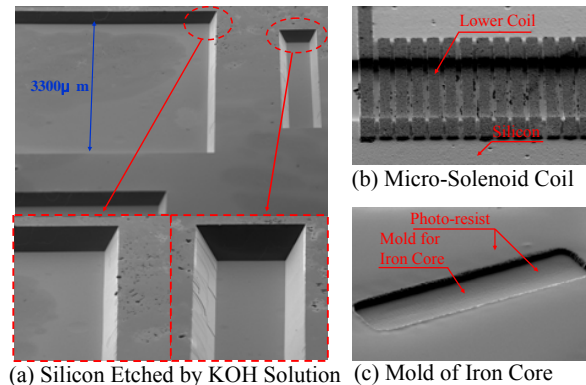 3300μ m
(a) Silicon Etched by KOH Solution
Lower Coil
Silicon
(b) Micro-Solenoid Coil
Photo-resist
Mold for
Iron Core
(c) Mold of Iron Core